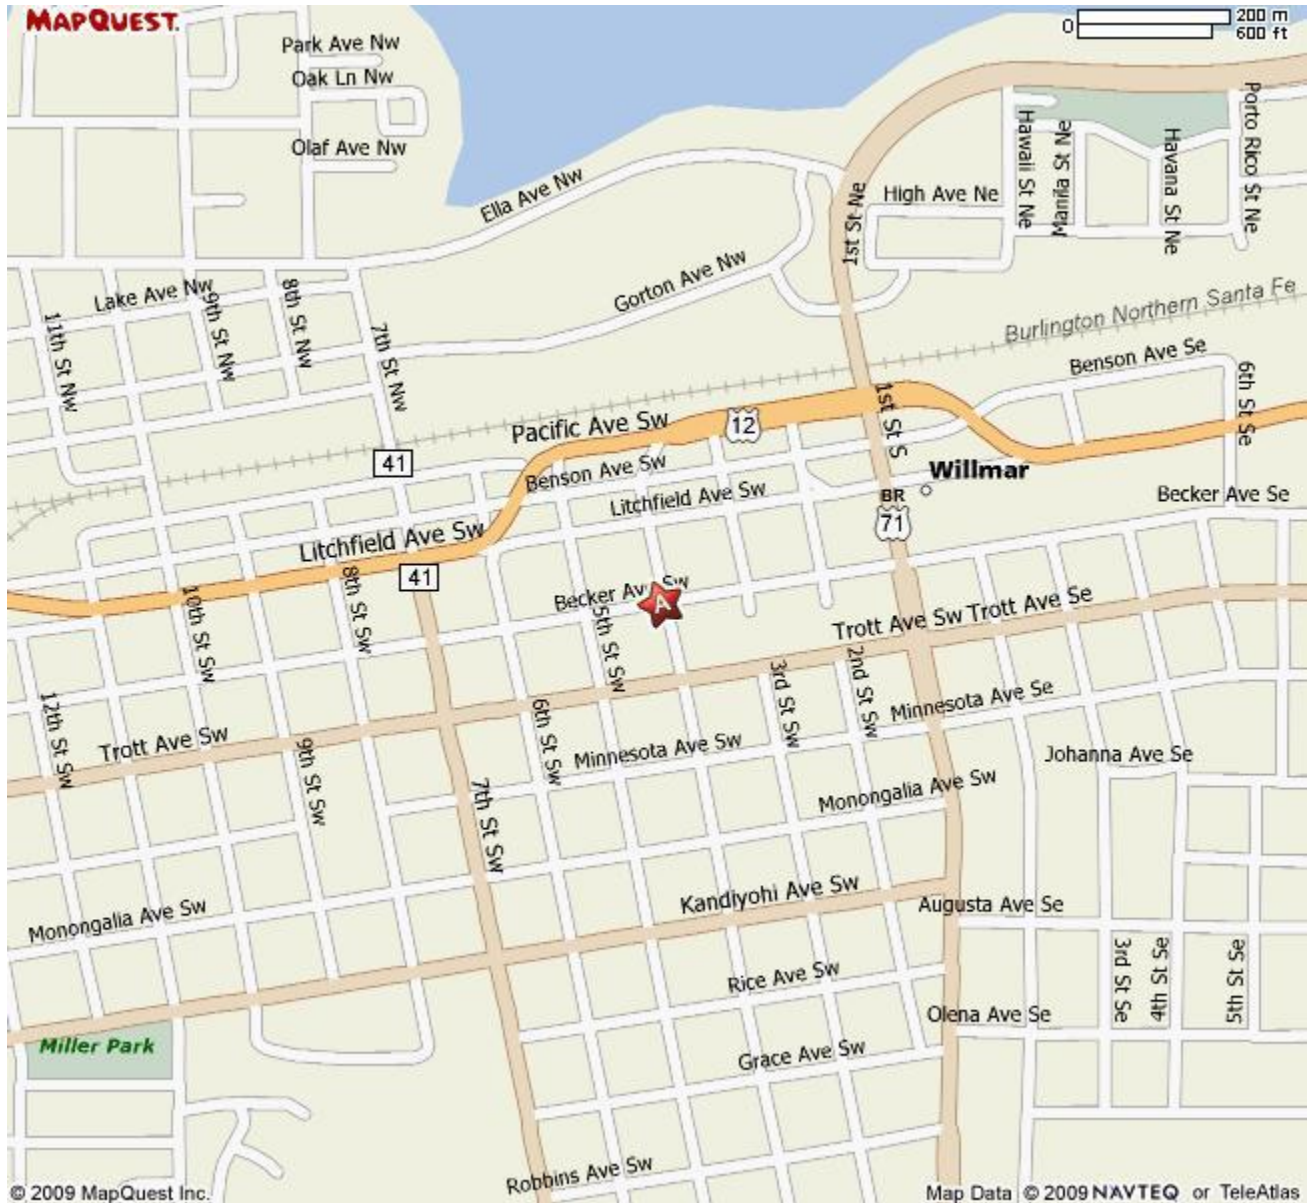 MAPQUEST.
0
200 m
600 ft
Park Ave Nw
Oak Ln Nw
Olaf Ave Nw
Ella Ave Nw
High Ave Ne
1st St Ne
Hawaii St Ne
Manila St Ne
Havana St Ne
Porto Rico St Ne
Gorton Ave Nw
Lake Ave Nw
11th St Nw
9th St Nw
8th St Nw
7th St Nw
Burlington Northern Santa Fe
Benson Ave Se
6th St Se
Pacific Ave Sw
12
1st St S
41
Benson Ave Sw
Litchfield Ave Sw
Willmar
BR
71
Becker Ave Se
Litchfield Ave Sw
41
Becker Ave Sw
A
10th St Sw
8th St Sw
5th St Sw
Trott Ave Sw
Trott Ave Se
3rd St Sw
2nd St Sw
Minnesota Ave Se
12th St Sw
Trott Ave Sw
9th St Sw
6th St Sw
Minnesota Ave Sw
Johanna Ave Se
7th St Sw
Monongalia Ave Sw
Kandiyohi Ave Sw
Augusta Ave Se
Monongalia Ave Sw
3rd St Se
4th St Se
5th St Se
Rice Ave Sw
Olena Ave Se
Miller Park
Grace Ave Sw
Robbins Ave Sw
© 2009 MapQuest Inc.
Map Data © 2009 NAVTEQ or TeleAtlas